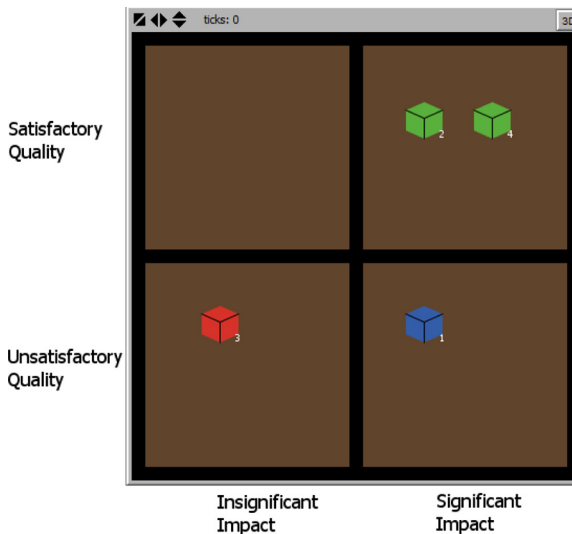 ticks: 0
3D
Satisfactory
Quality
2
4
3
1
Unsatisfactory
Quality
Insignificant
Impact
Significant
Impact